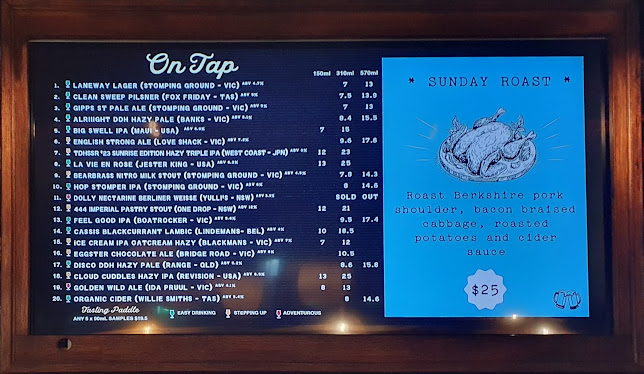 On Tap
150ml 310ml 570ml
1. LANEWAY LAGER (STOMPING GROUND - VIC) 7 13
2. CLEAN SWEEP PILSNER (FOX FRIDAY - TAS) 7.5 13.9
3. GIPPS ST PALE ALE (STOMPING GROUND - VIC) 7 13
4. ALRIIIGHT DDH HAZY PALE (BANKS - VIC) 8.4 15.5
5. BIG SWELL IPA (MAUI - USA) 7 15
6. ENGLISH STRONG ALE (LOVE SHACK - VIC) 9.6 17.8
7. TDHSSR '23 SUNRISE EDITION HAZY TRIPLE IPA (WEST COAST - JPN) 12 23
8. LA VIE EN ROSE (JESTER KING - USA) 13 25
9. BEARBRASS NITRO MILK STOUT (STOMPING GROUND - VIC) 7.8 14.3
10. HOP STOMPER IPA (STOMPING GROUND - VIC) 8 14.6
11. DOLLY NECTARINE BERLINER WEISSE (YULLI'S - NSW) SOLD OUT
12. 444 IMPERIAL PASTRY STOUT (ONE DROP - NSW) 12 21
13. FEEL GOOD IPA (BOATROCKER - VIC) 9.5 17.4
14. CASSIS BLACKCURRANT LAMBIC (LINDEMANS - BEL) 10 18.5
15. ICE CREAM IPA OATCREAM HAZY (BLACKMANS - VIC) 7 12
16. EGGSTER CHOCOLATE ALE (BRIDGE ROAD - VIC) 10.5
17. DISCO DDH HAZY PALE (RANGE - QLD) 8.6 15.8
18. CLOUD CUDDLES HAZY IPA (REVISION - USA) 13 25
19. GOLDEN WILD ALE (IDA PRUUL - VIC) 8 13
20. ORGANIC CIDER (WILLIE SMITHS - TAS) 8 14.6
Tasting Paddle
ANY 5 x 90ML SAMPLES $19.5
EASY DRINKING STEPPING UP ADVENTUROUS
* SUNDAY ROAST *
Roast Berkshire pork
shoulder, bacon braised
cabbage, roasted
potatoes and cider
sauce
$25